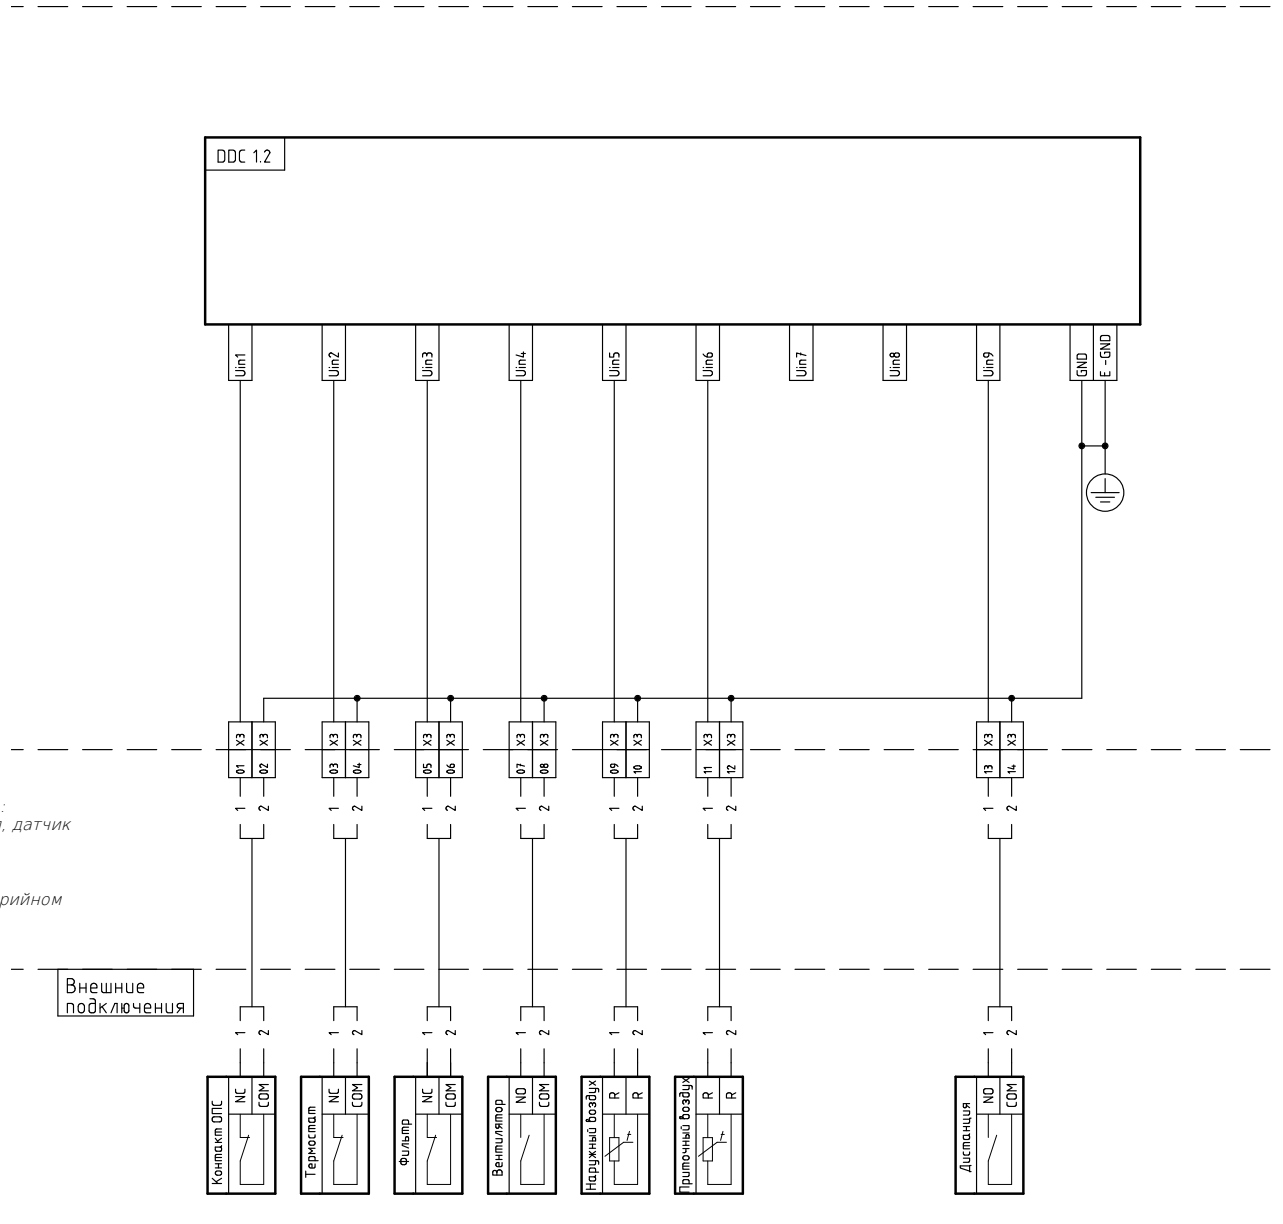 DDC 1.2
Uin1
Uin2
Uin3
Uin4
Uin5
Uin6
Uin7
Uin8
Uin9
GND
E -GND
X3 X3 X3 X3 X3 X3 X3 X3 X3 X3 X3 X3 X3 X3
01 02 03 04 05 06 07 08 09 10 11 12 13 14
1 2 1 2 1 2 1 2 1 2 1 2 1 2
:
, датчик
рийном
Внешние
подключения
1 2 1 2 1 2 1 2 1 2 1 2 1 2
Контакт ОПС
NC
COM
Термостат
NC
COM
Фильтр
NC
COM
Вентилятор
NO
COM
Наружный воздух
R
R
t
Приточный воздух
R
R
t
Дистанция
NO
COM